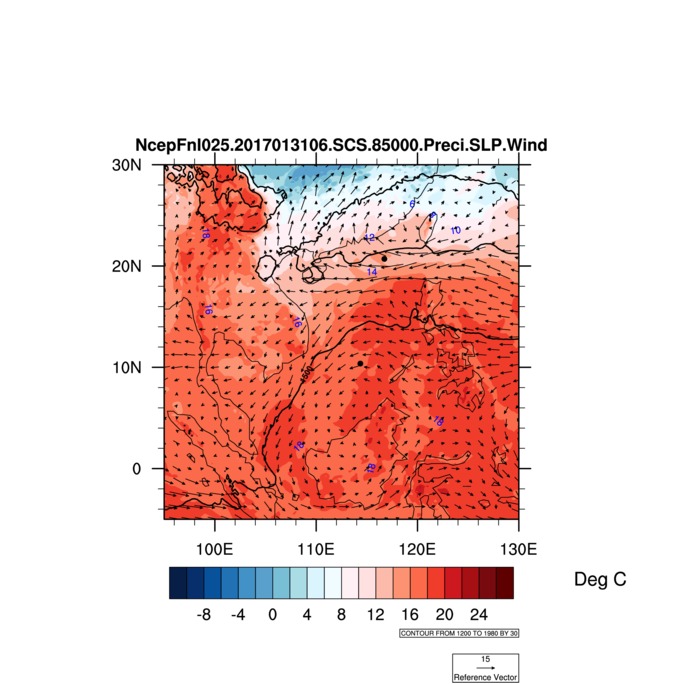 NcepFnl025.2017013106.SCS.85000.Preci.SLP.Wind
30N
20N
10N
0
100E
110E
120E
130E
6
8
10
12
14
18
16
16
1500
18
18
18
-8
-4
0
4
8
12
16
20
24
Deg C
CONTOUR FROM 1200 TO 1980 BY 30
15
Reference Vector